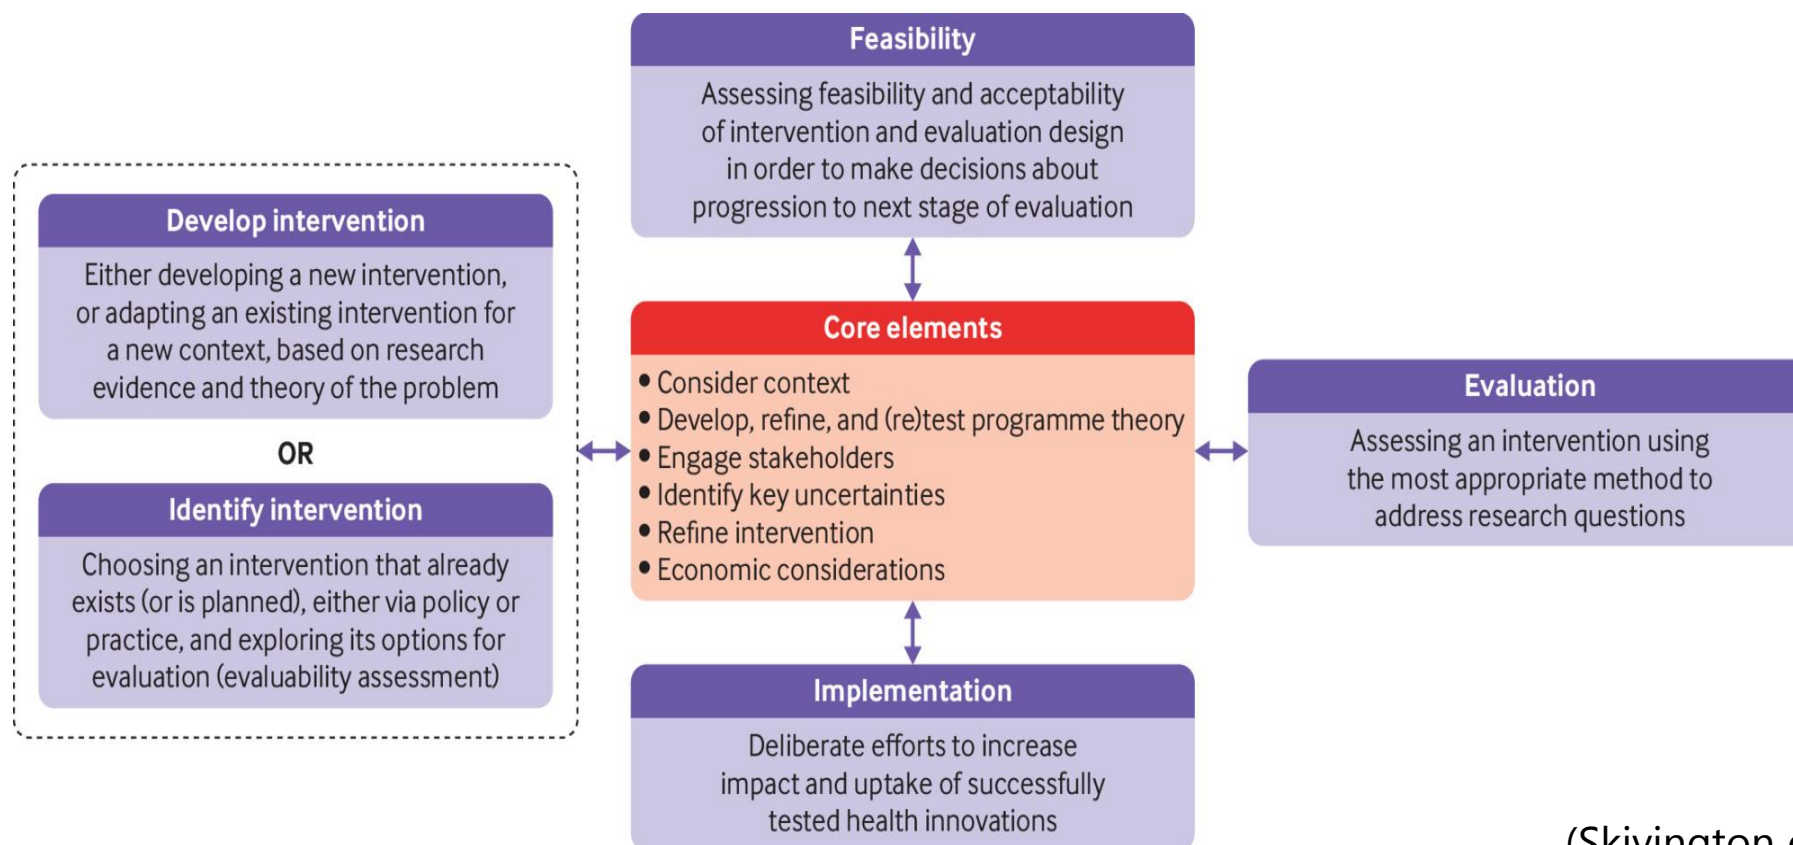 Feasibility
Assessing feasibility and acceptability
of intervention and evaluation design
in order to make decisions about
progression to next stage of evaluation
Develop intervention
Either developing a new intervention,
or adapting an existing intervention for
a new context, based on research
evidence and theory of the problem
OR
Identify intervention
Choosing an intervention that already
exists (or is planned), either via policy or
practice, and exploring its options for
evaluation (evaluability assessment)
Core elements
• Consider context
• Develop, refine, and (re)test programme theory
• Engage stakeholders
• Identify key uncertainties
• Refine intervention
• Economic considerations
Evaluation
Assessing an intervention using
the most appropriate method to
address research questions
Implementation
Deliberate efforts to increase
impact and uptake of successfully
tested health innovations
(Skivington